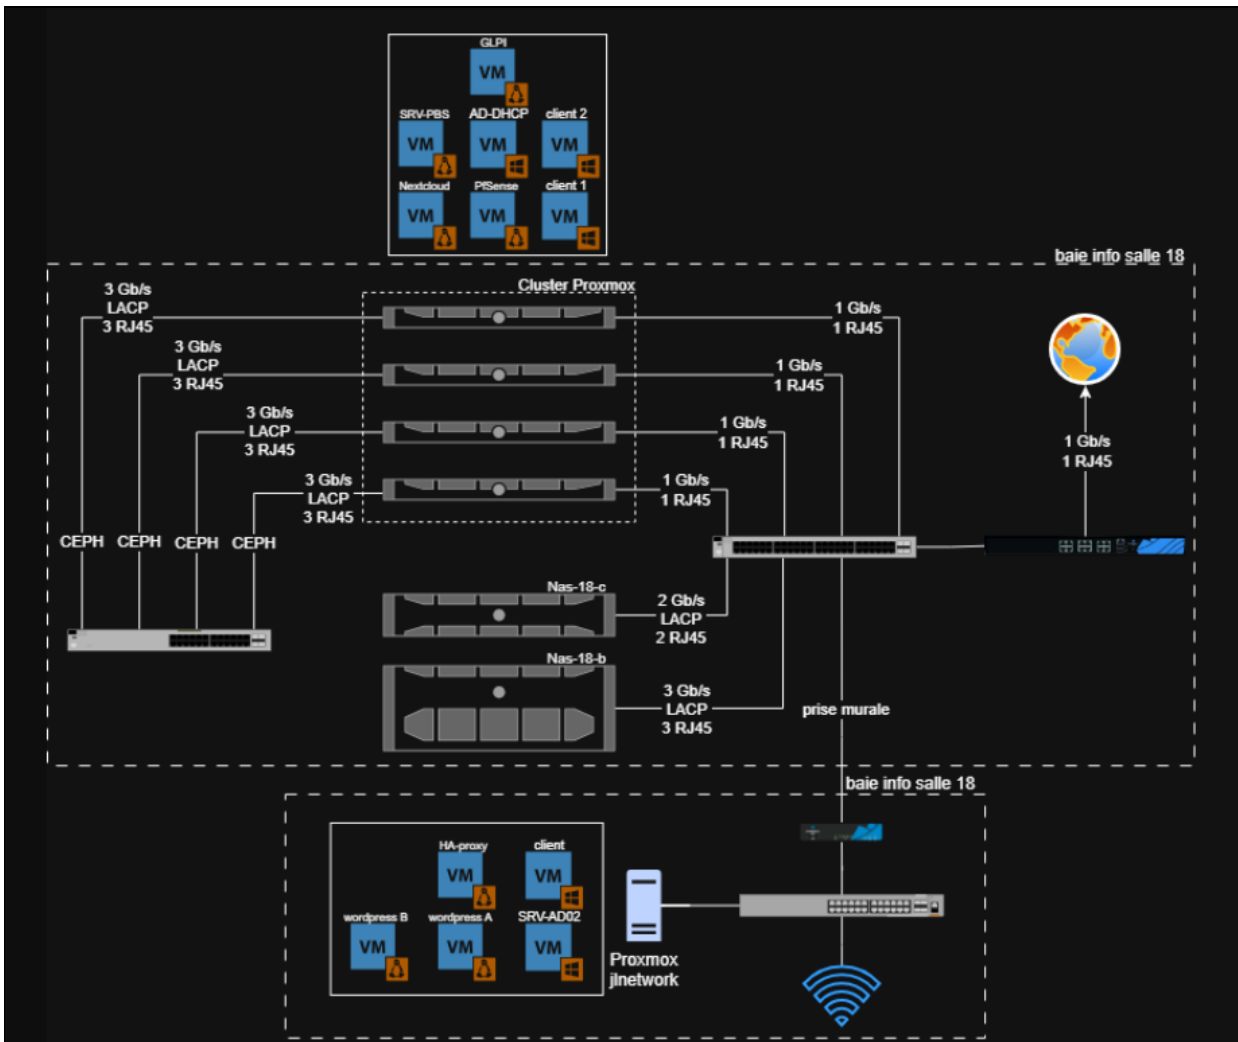 GLPI
VM
SRV-PBS
AD-DHCP
client 2
VM
VM
VM
Nextcloud
PfSense
client 1
VM
VM
VM
baie info salle 18
Cluster Proxmox
3 Gb/s
LACP
3 RJ45
1 Gb/s
1 RJ45
3 Gb/s
LACP
3 RJ45
1 Gb/s
1 RJ45
3 Gb/s
LACP
3 RJ45
1 Gb/s
1 RJ45
3 Gb/s
LACP
3 RJ45
1 Gb/s
1 RJ45
1 Gb/s
1 RJ45
CEPH
CEPH
CEPH
CEPH
Nas-18-c
2 Gb/s
LACP
2 RJ45
Nas-18-b
3 Gb/s
LACP
3 RJ45
prise murale
baie info salle 18
HA-proxy
client
VM
VM
wordpress B
wordpress A
SRV-AD02
VM
VM
VM
Proxmox
jlnetwork